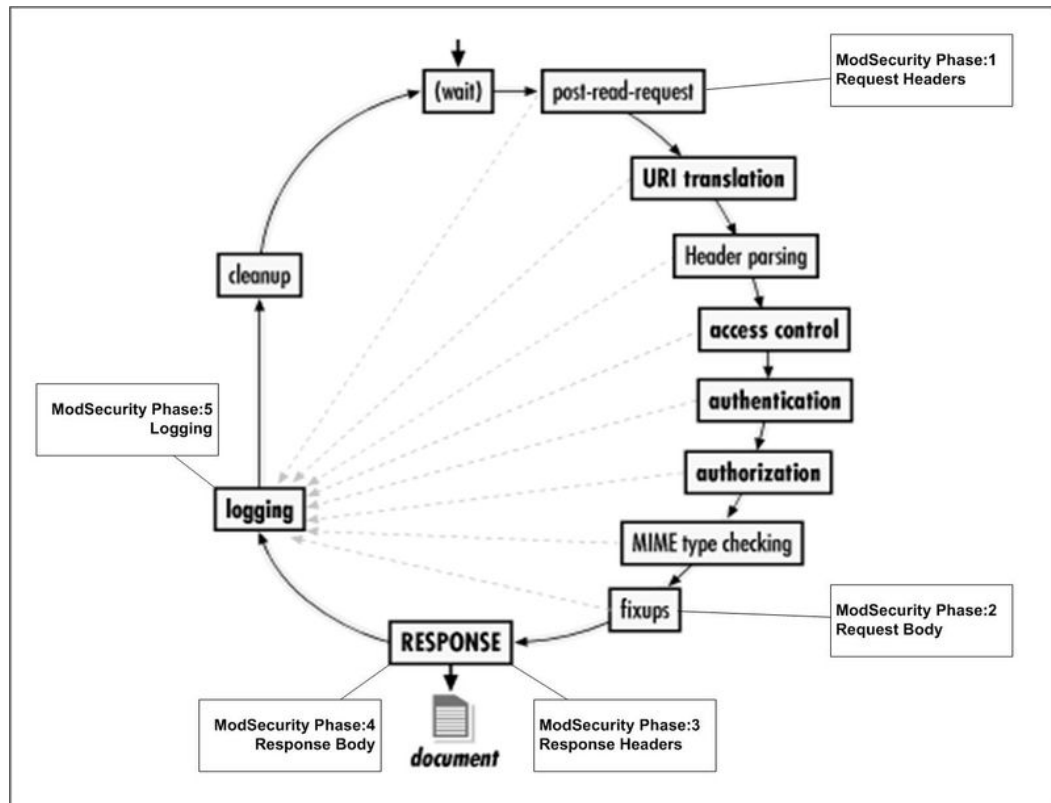 (wait)
post-read-request
ModSecurity Phase:1
Request Headers
URI translation
Header parsing
access control
authentication
authorization
MIME type checking
fixups
ModSecurity Phase:2
Request Body
RESPONSE
document
ModSecurity Phase:3
Response Headers
ModSecurity Phase:4
Response Body
logging
ModSecurity Phase:5
Logging
cleanup